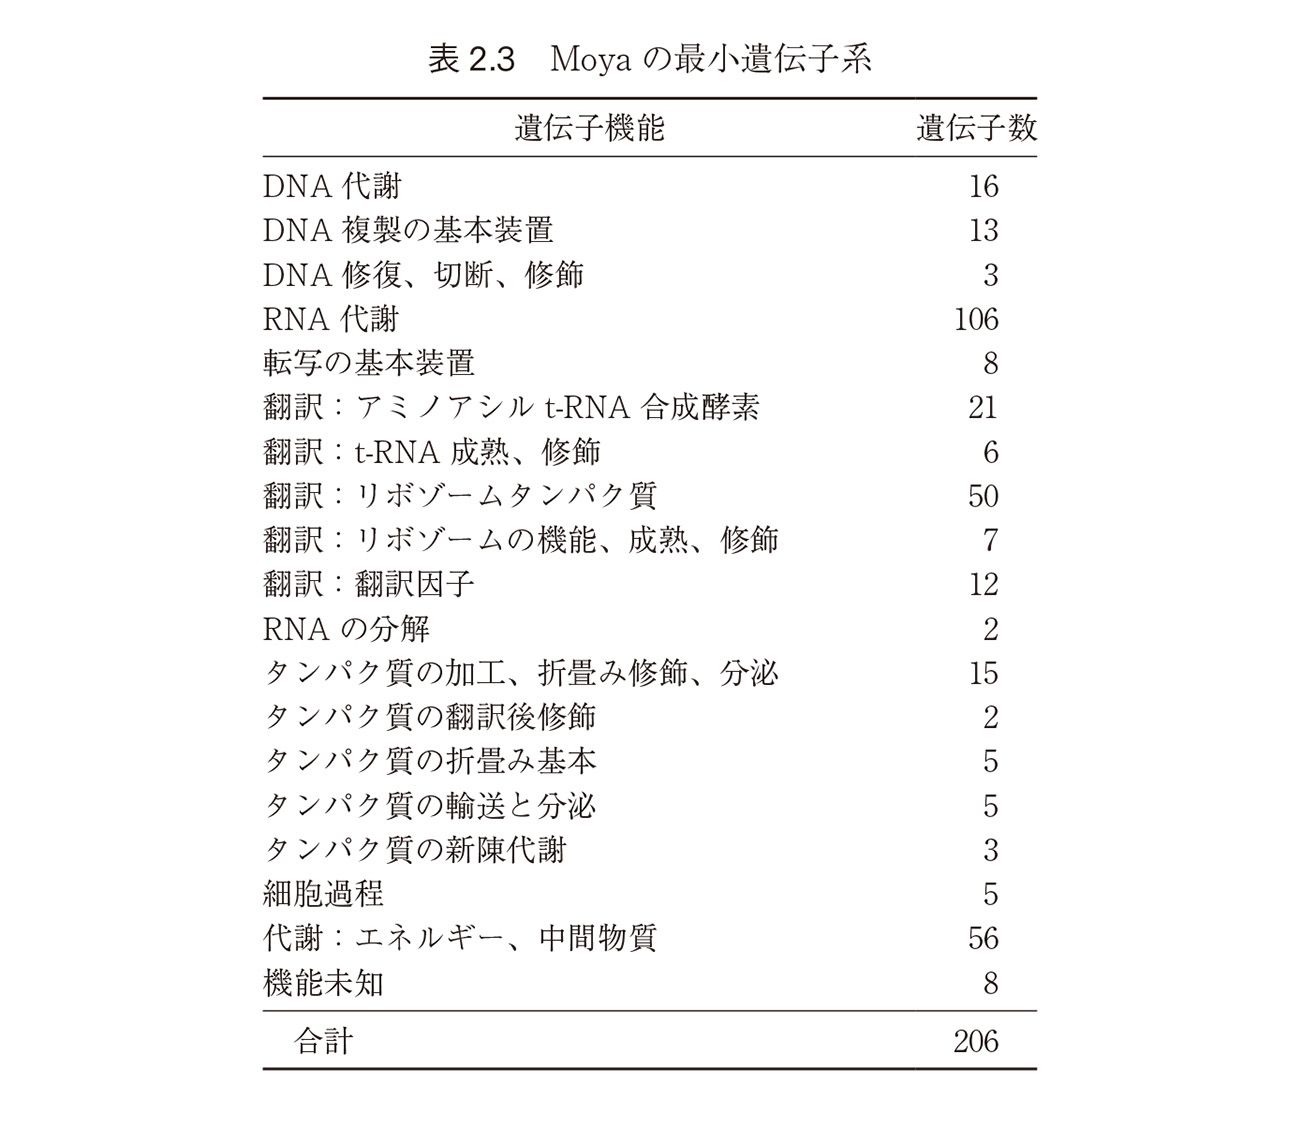 表 2.3　Moya の最小遺伝子系
遺伝子機能　遺伝子数
DNA 代謝　16
DNA 複製の基本装置　13
DNA 修復、切断、修飾　3
RNA 代謝　106
転写の基本装置　8
翻訳：アミノアシル t-RNA 合成酵素　21
翻訳：t-RNA 成熟、修飾　6
翻訳：リボゾームタンパク質　50
翻訳：リボゾームの機能、成熟、修飾　7
翻訳：翻訳因子　12
RNA の分解　2
タンパク質の加工、折畳み修飾、分泌　15
タンパク質の翻訳後修飾　2
タンパク質の折畳み基本　5
タンパク質の輸送と分泌　5
タンパク質の新陳代謝　3
細胞過程　5
代謝：エネルギー、中間物質　56
機能未知　8
合計　206